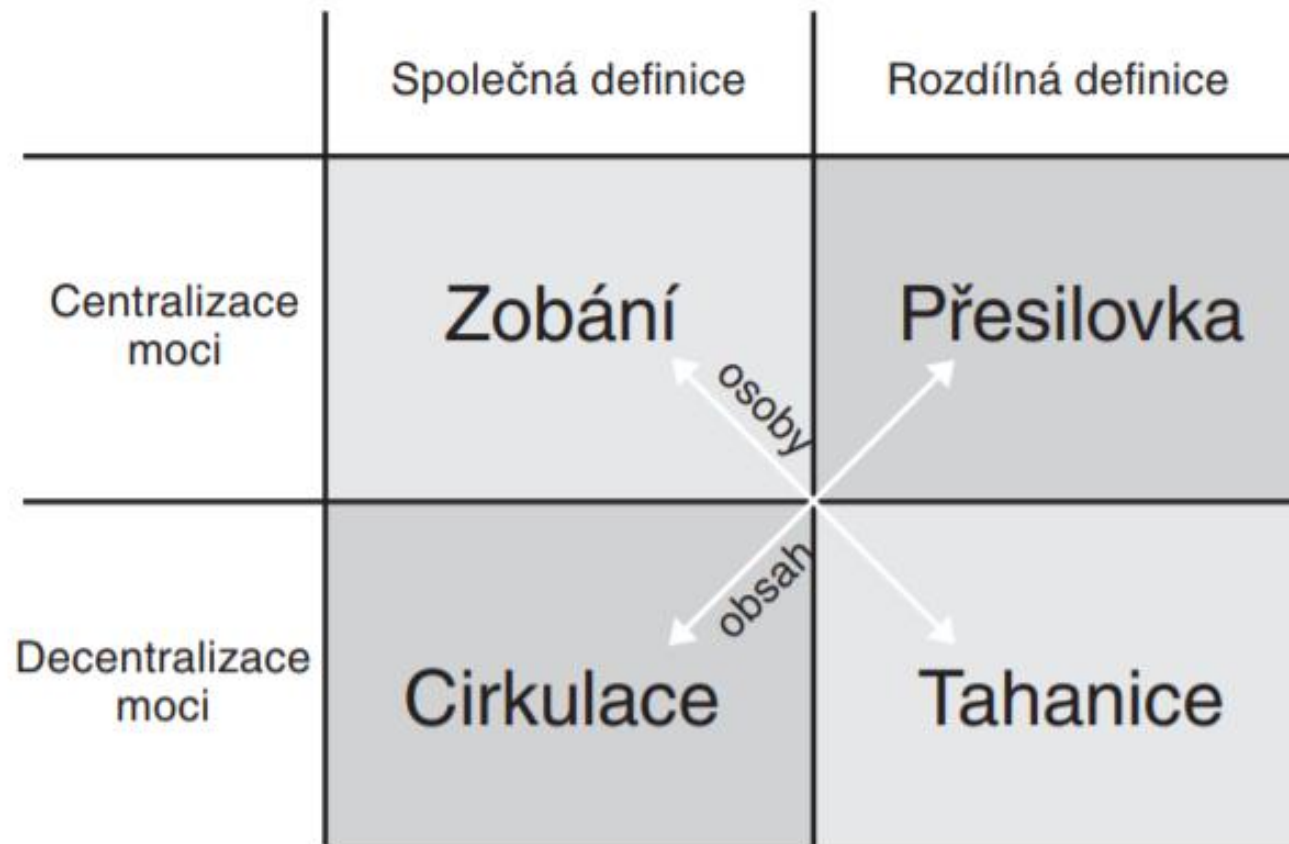 Společná definice
Rozdílná definice
Centralizace
moci
Zobání
Přesilovka
osoby
obsah
Decentralizace
moci
Cirkulace
Tahanice